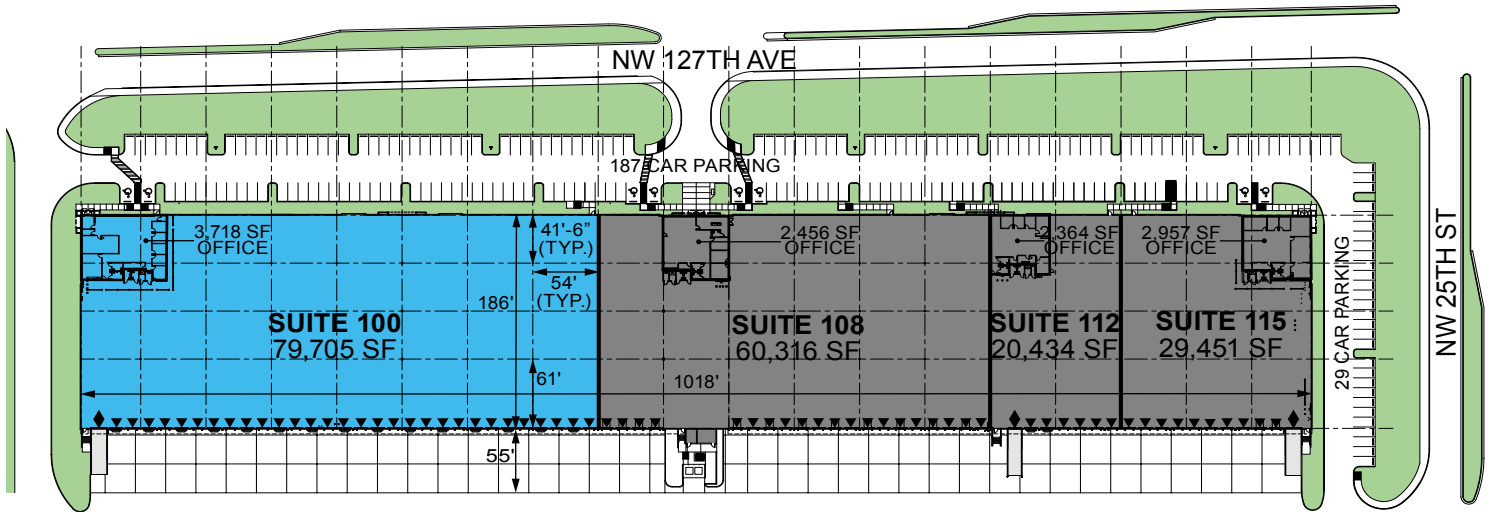 NW 127TH AVE
187 CAR PARKING
3,718 SF
OFFICE
41'-6"
(TYP.)
2,456 SF
OFFICE
2,364 SF
OFFICE
2,957 SF
OFFICE
54'
(TYP.)
186'
SUITE 100
79,705 SF
SUITE 108
60,316 SF
SUITE 112
20,434 SF
SUITE 115
29,451 SF
29 CAR PARKING
NW 25TH ST
61'
1018'
55'